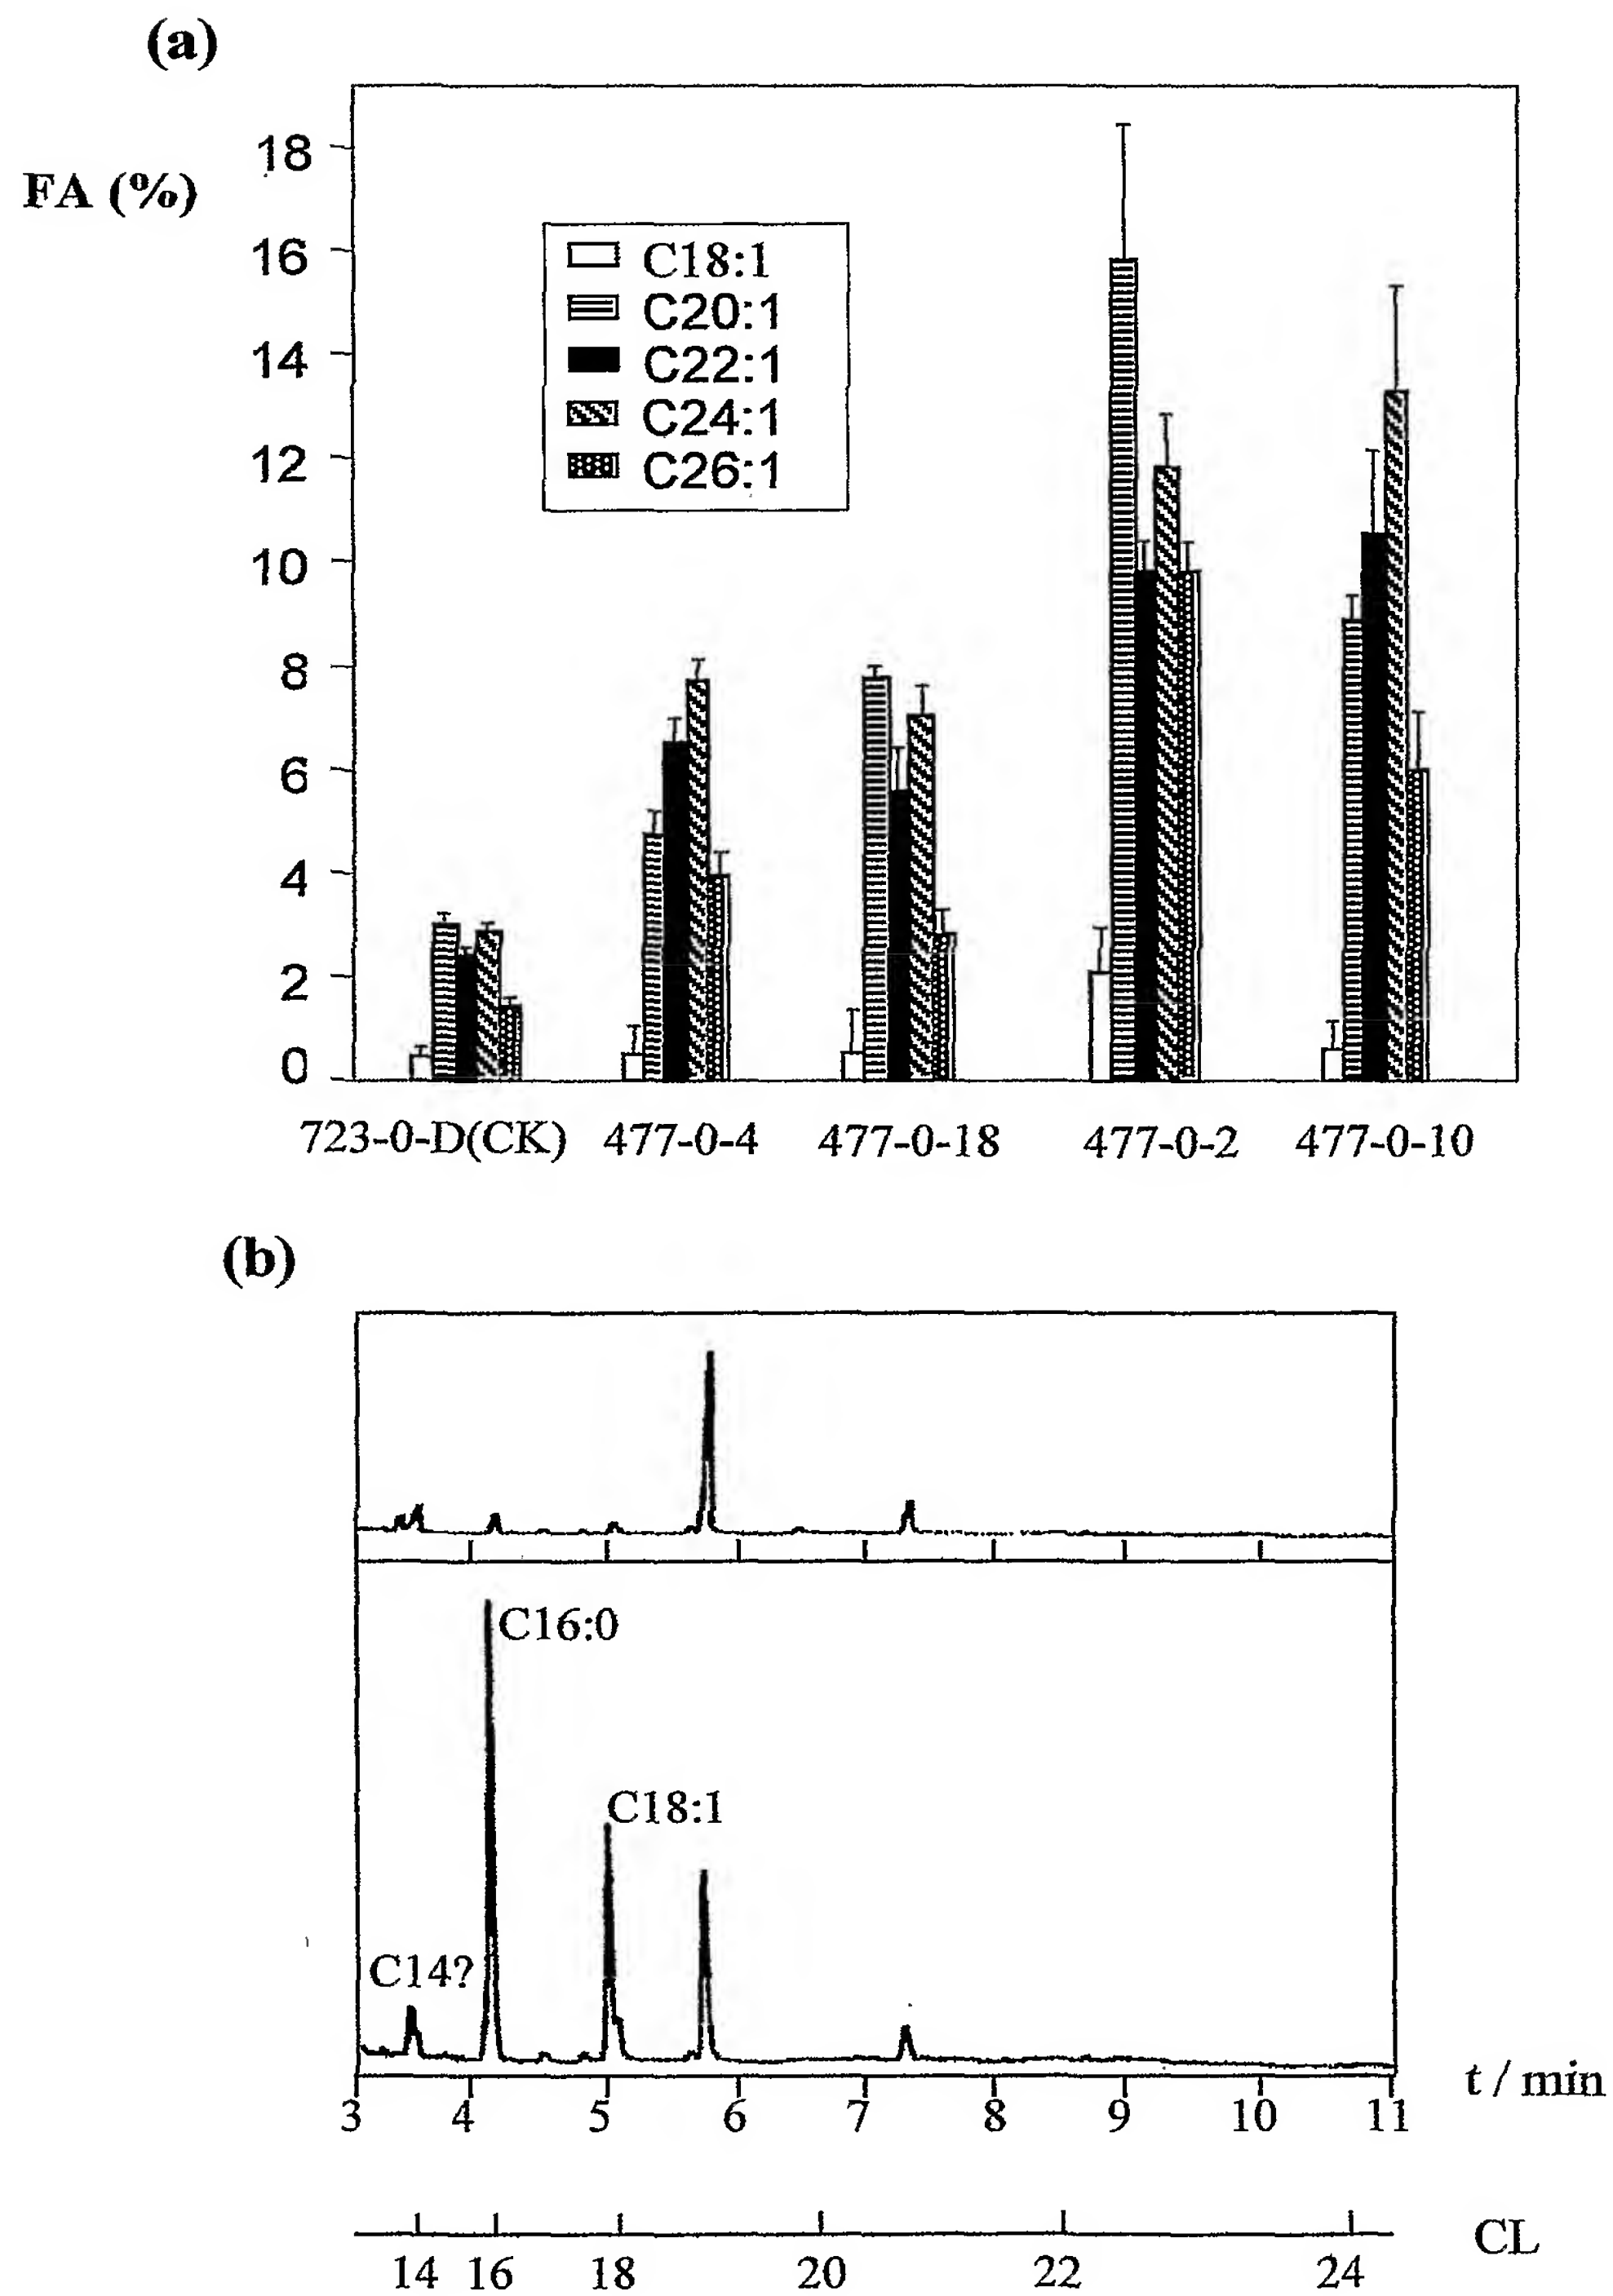 (a)
FA (%)
18
16
14
12
10
8
6
4
2
0
C18:1
C20:1
C22:1
C24:1
C26:1
723-0-D(CK) 477-0-4 477-0-18 477-0-2 477-0-10
(b)
C16:0
C18:1
C14?
t / min
3 4 5 6 7 8 9 10 11
CL
14 16 18 20 22 24